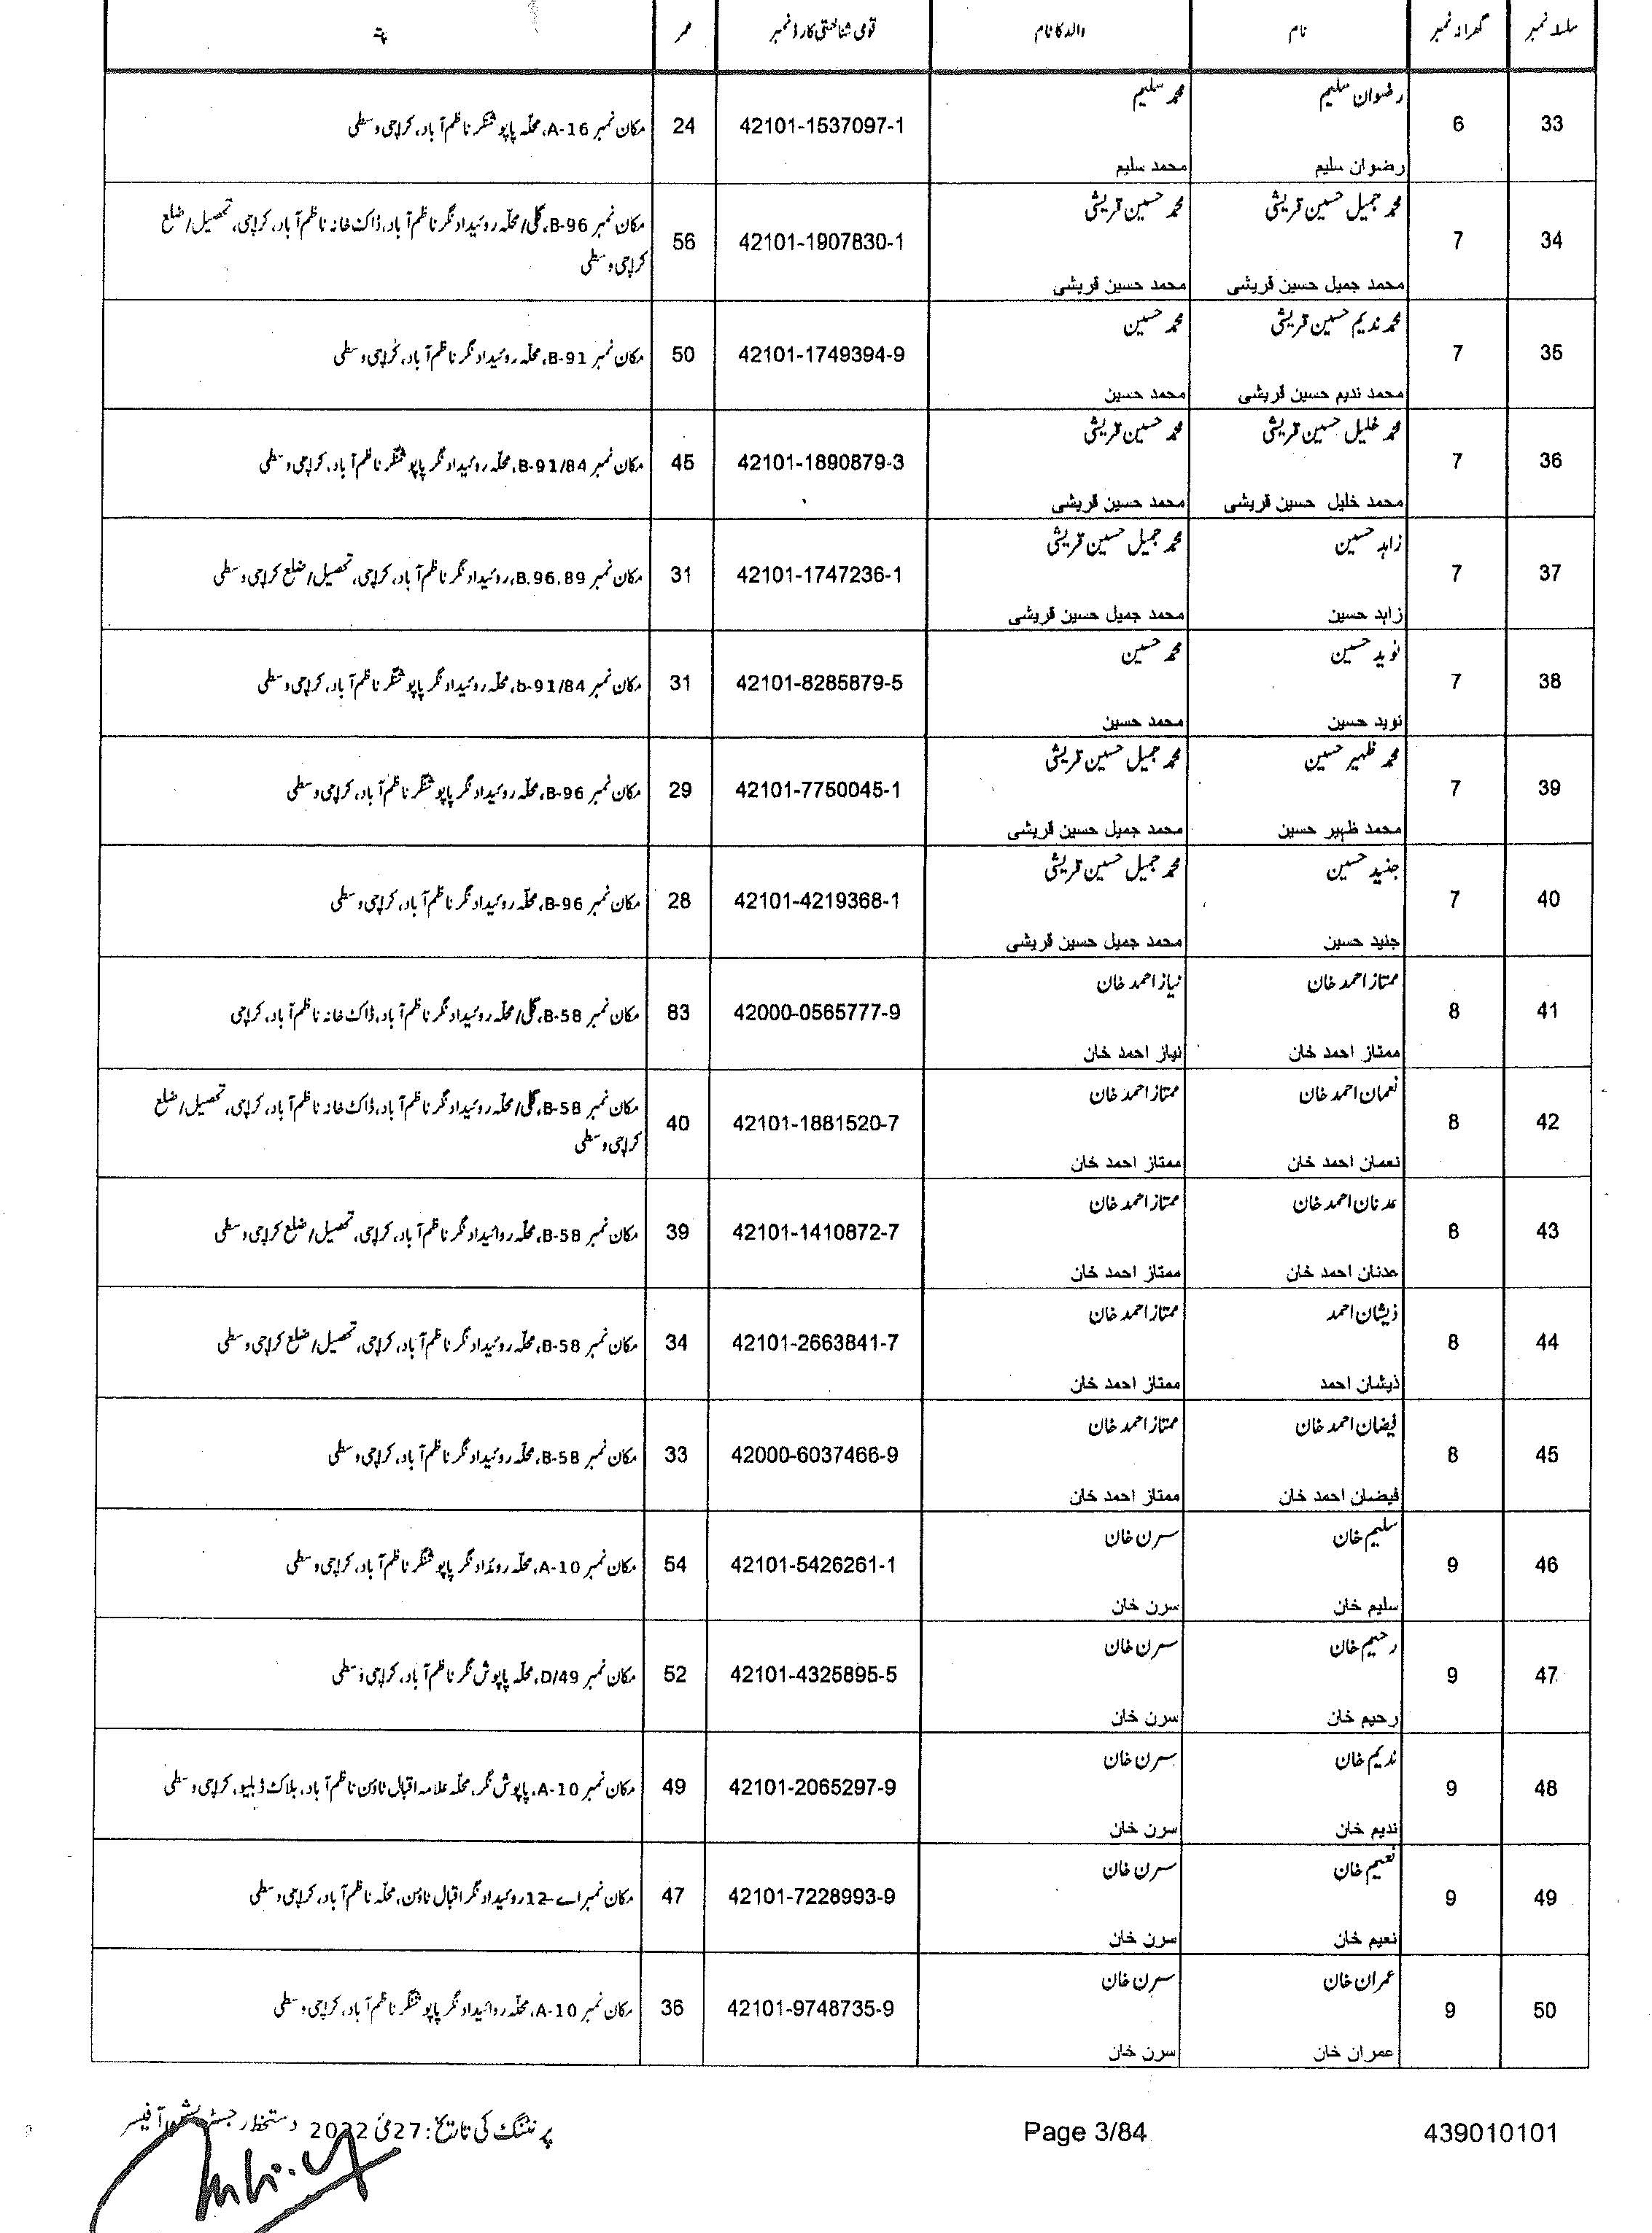 سلسلہ نمبر گھرانہ نمبر نام والد کا نام قومی شناختی کارڈ نمبر عمر پتہ
رضوان سلیم محمد سلیم
33 6 42101-1537097-1 24 مکان نمبر A-16، محلہ پاپوشنگر ناظم آباد، کراچی وسطی
رضوان سلیم محمد سلیم
محمد جمیل حسین قریشی محمد حسین قریشی
34 7 42101-1907830-1 56 مکان نمبر B-96، گلی/محلہ روئیداد نگر ناظم آباد، ڈاک خانہ ناظم آباد، کراچی، تحصیل/ضلع
کراچی وسطی
محمد جمیل حسین قریشی محمد حسین قریشی
محمد ندیم حسین قریشی محمد حسین
35 7 42101-1749394-9 50 مکان نمبر B-91، محلہ روئیداد نگر ناظم آباد، کراچی وسطی
محمد ندیم حسین قریشی محمد حسین
محمد خلیل حسین قریشی محمد حسین قریشی
36 7 42101-1890879-3 45 مکان نمبر B-91/84، محلہ روئیداد نگر پاپوشنگر ناظم آباد، کراچی وسطی
محمد خلیل حسین قریشی محمد حسین قریشی
زاہد حسین محمد جمیل حسین قریشی
37 7 42101-1747236-1 31 مکان نمبر B.96.89، روئیداد نگر ناظم آباد، کراچی، تحصیل/ضلع کراچی وسطی
زاہد حسین محمد جمیل حسین قریشی
نوید حسین محمد حسین
38 7 42101-8285879-5 31 مکان نمبر b-91/84، محلہ روئیداد نگر پاپوشنگر ناظم آباد، کراچی وسطی
نوید حسین محمد حسین
محمد ظہیر حسین محمد جمیل حسین قریشی
39 7 42101-7750045-1 29 مکان نمبر B-96، محلہ روئیداد نگر پاپوشنگر ناظم آباد، کراچی وسطی
محمد ظہیر حسین محمد جمیل حسین قریشی
جنید حسین محمد جمیل حسین قریشی
40 7 42101-4219368-1 28 مکان نمبر B-96، محلہ روئیداد نگر ناظم آباد، کراچی وسطی
جنید حسین محمد جمیل حسین قریشی
ممتاز احمد خان نیاز احمد خان
41 8 42000-0565777-9 83 مکان نمبر B-58، گلی/محلہ روئیداد نگر ناظم آباد، ڈاک خانہ ناظم آباد، کراچی
ممتاز احمد خان نیاز احمد خان
نعمان احمد خان ممتاز احمد خان
42 8 42101-1881520-7 40 مکان نمبر B-58، گلی/محلہ روئیداد نگر ناظم آباد، ڈاک خانہ ناظم آباد، کراچی، تحصیل/ضلع
کراچی وسطی
نعمان احمد خان ممتاز احمد خان
عدنان احمد خان ممتاز احمد خان
43 8 42101-1410872-7 39 مکان نمبر B-58، محلہ روائیداد نگر ناظم آباد، کراچی، تحصیل/ضلع کراچی وسطی
عدنان احمد خان ممتاز احمد خان
ذیشان احمد ممتاز احمد خان
44 8 42101-2663841-7 34 مکان نمبر B-58، محلہ روئیداد نگر ناظم آباد، کراچی، تحصیل/ضلع کراچی وسطی
ذیشان احمد ممتاز احمد خان
فیضان احمد خان ممتاز احمد خان
45 8 42000-6037466-9 33 مکان نمبر B-58، محلہ روئیداد نگر ناظم آباد، کراچی وسطی
فیضان احمد خان ممتاز احمد خان
سلیم خان سرن خان
46 9 42101-5426261-1 54 مکان نمبر A-10، محلہ روئداد نگر پاپوشنگر ناظم آباد، کراچی وسطی
سلیم خان سرن خان
رحیم خان سرن خان
47 9 42101-4325895-5 52 مکان نمبر D/49، محلہ پاپوش نگر ناظم آباد، کراچی وسطی
رحیم خان سرن خان
ندیم خان سرن خان
48 9 42101-2065297-9 49 مکان نمبر A-10، پاپوش نگر، محلہ علامہ اقبال ٹاؤن ناظم آباد، بلاک ڈبلیو، کراچی وسطی
ندیم خان سرن خان
نعیم خان سرن خان
49 9 42101-7228993-9 47 مکان نمبر اے-12 روئیداد نگر اقبال ٹاؤن، محلہ ناظم آباد، کراچی وسطی
نعیم خان سرن خان
عمران خان سرن خان
50 9 42101-9748735-9 36 مکان نمبر A-10، محلہ روائیداد نگر پاپوشنگر ناظم آباد، کراچی وسطی
عمران خان سرن خان
439010101 Page 3/84 پرنٹنگ کی تاریخ: 27 مئی 2022 دستخط رجسٹریشن آفیسر